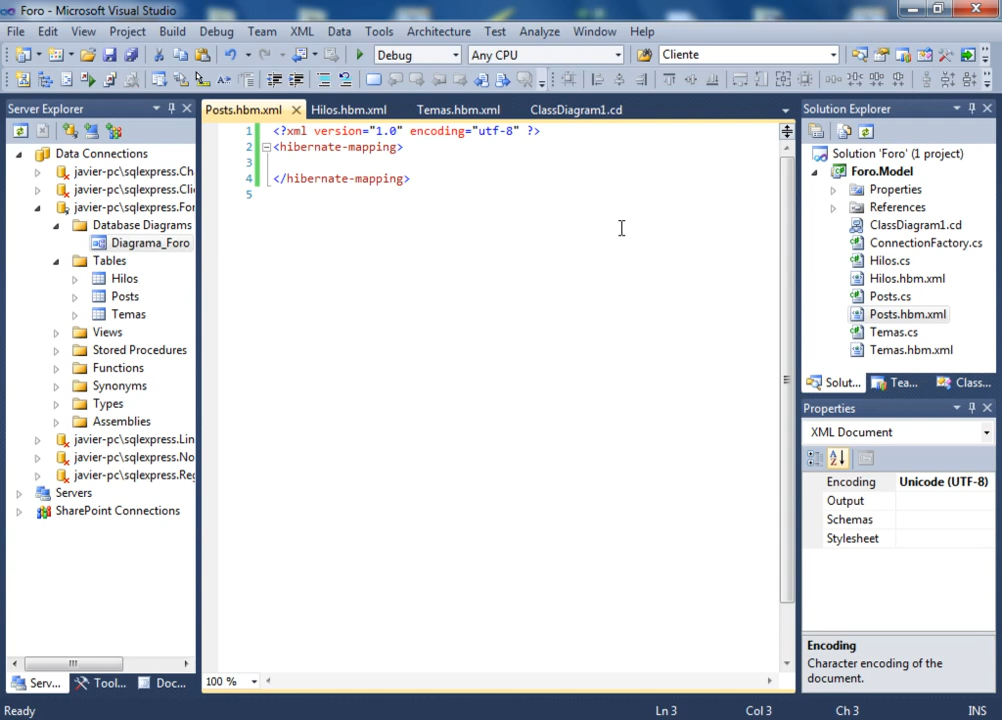 Foro - Microsoft Visual Studio
File Edit View Project Build Debug Team XML Data Tools Architecture Test Analyze Window Help
Debug Any CPU Cliente
Server Explorer
Data Connections
javier-pc\sqlexpress.Ch
javier-pc\sqlexpress.Cli
javier-pc\sqlexpress.For
Database Diagrams
Diagrama_Foro
Tables
Hilos
Posts
Temas
Views
Stored Procedures
Functions
Synonyms
Types
Assemblies
javier-pc\sqlexpress.Lin
javier-pc\sqlexpress.No
javier-pc\sqlexpress.Reg
Servers
SharePoint Connections
Serv... Tool... Doc...
Posts.hbm.xml Hilos.hbm.xml Temas.hbm.xml ClassDiagram1.cd
1 <?xml version="1.0" encoding="utf-8" ?>
2 <hibernate-mapping>
3
4 </hibernate-mapping>
5
100 %
Solution Explorer
Solution 'Foro' (1 project)
Foro.Model
Properties
References
ClassDiagram1.cd
ConnectionFactory.cs
Hilos.cs
Hilos.hbm.xml
Posts.cs
Posts.hbm.xml
Temas.cs
Temas.hbm.xml
Solut... Tea... Class...
Properties
XML Document
Encoding Unicode (UTF-8)
Output
Schemas
Stylesheet
Encoding
Character encoding of the
document.
Ready Ln 3 Col 3 Ch 3 INS